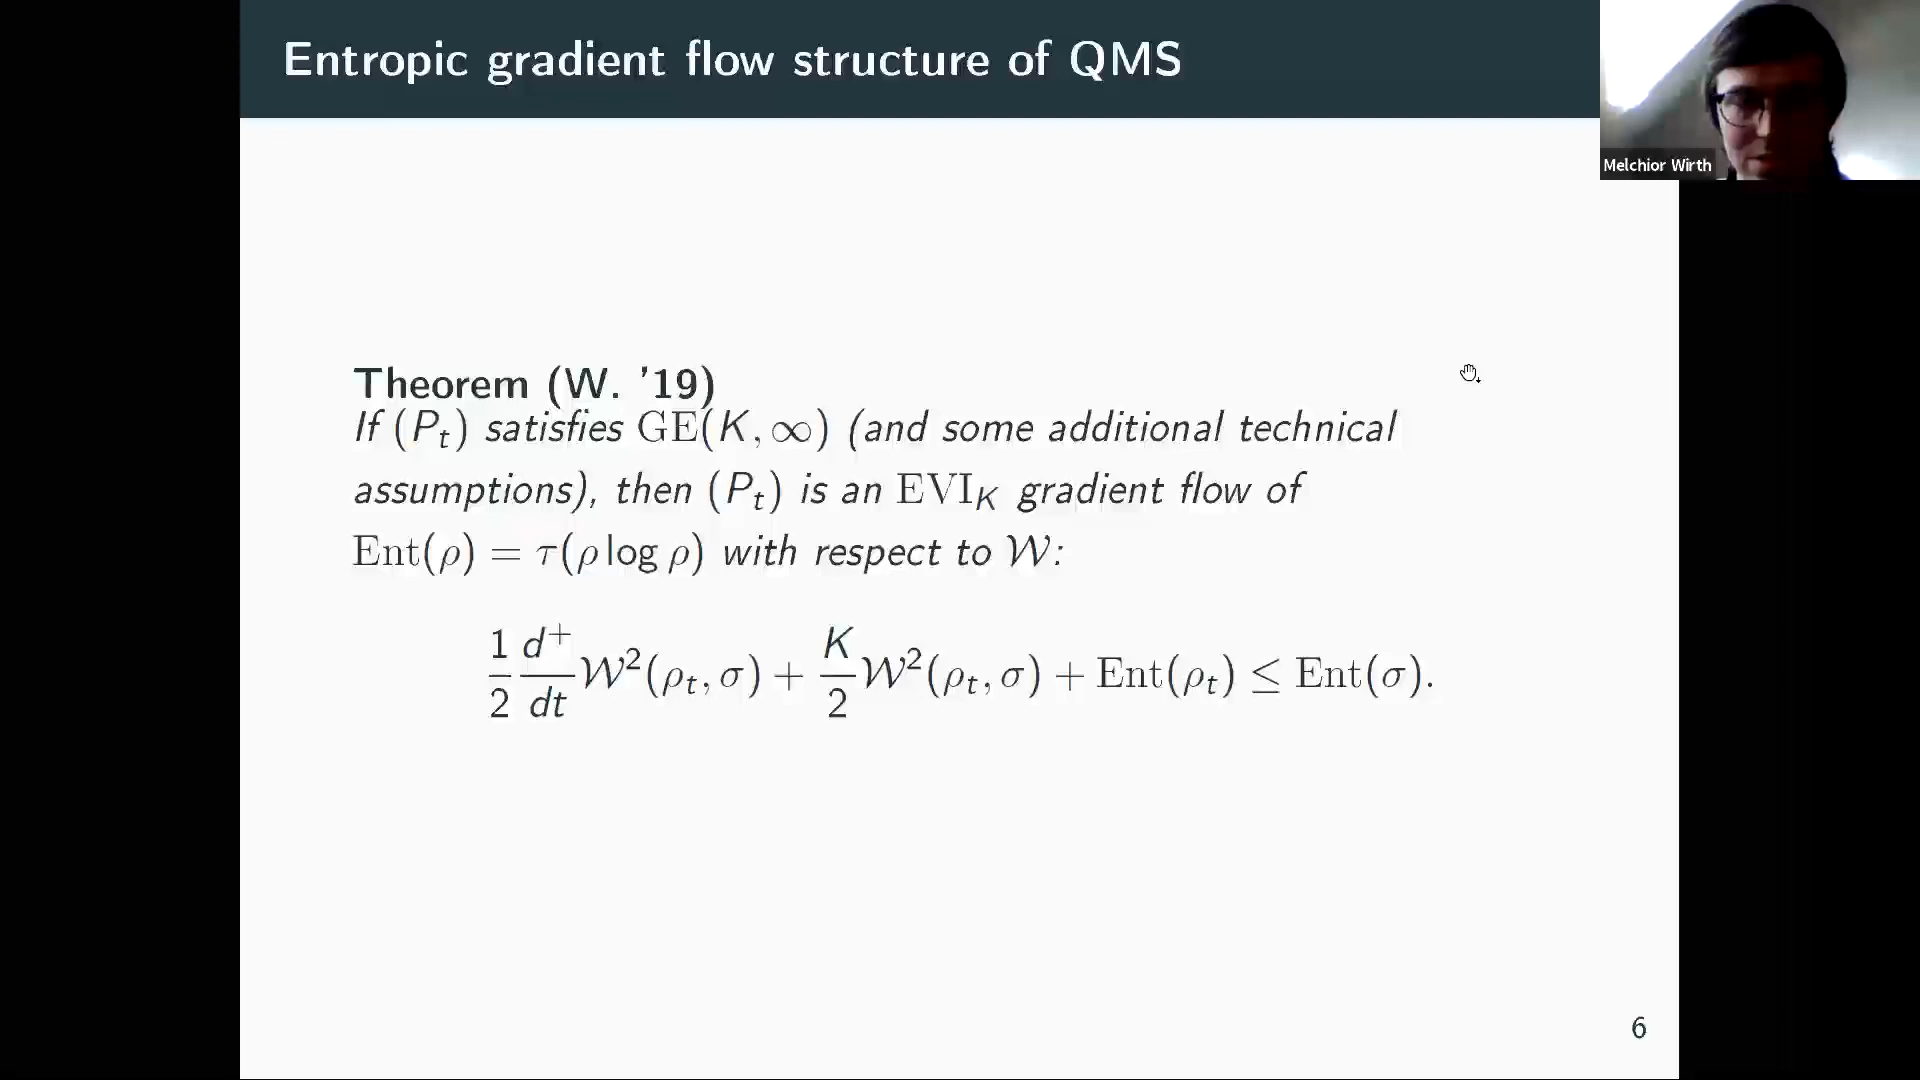 Entropic gradient flow structure of QMS
Melchior Wirth
Theorem (W. '19)
If (P_t) satisfies GE(K, ∞) (and some additional technical
assumptions), then (P_t) is an EVI_K gradient flow of
Ent(ρ) = τ(ρ log ρ) with respect to 𝒲:
1/2 d⁺/dt 𝒲²(ρ_t, σ) + K/2 𝒲²(ρ_t, σ) + Ent(ρ_t) ≤ Ent(σ).
6